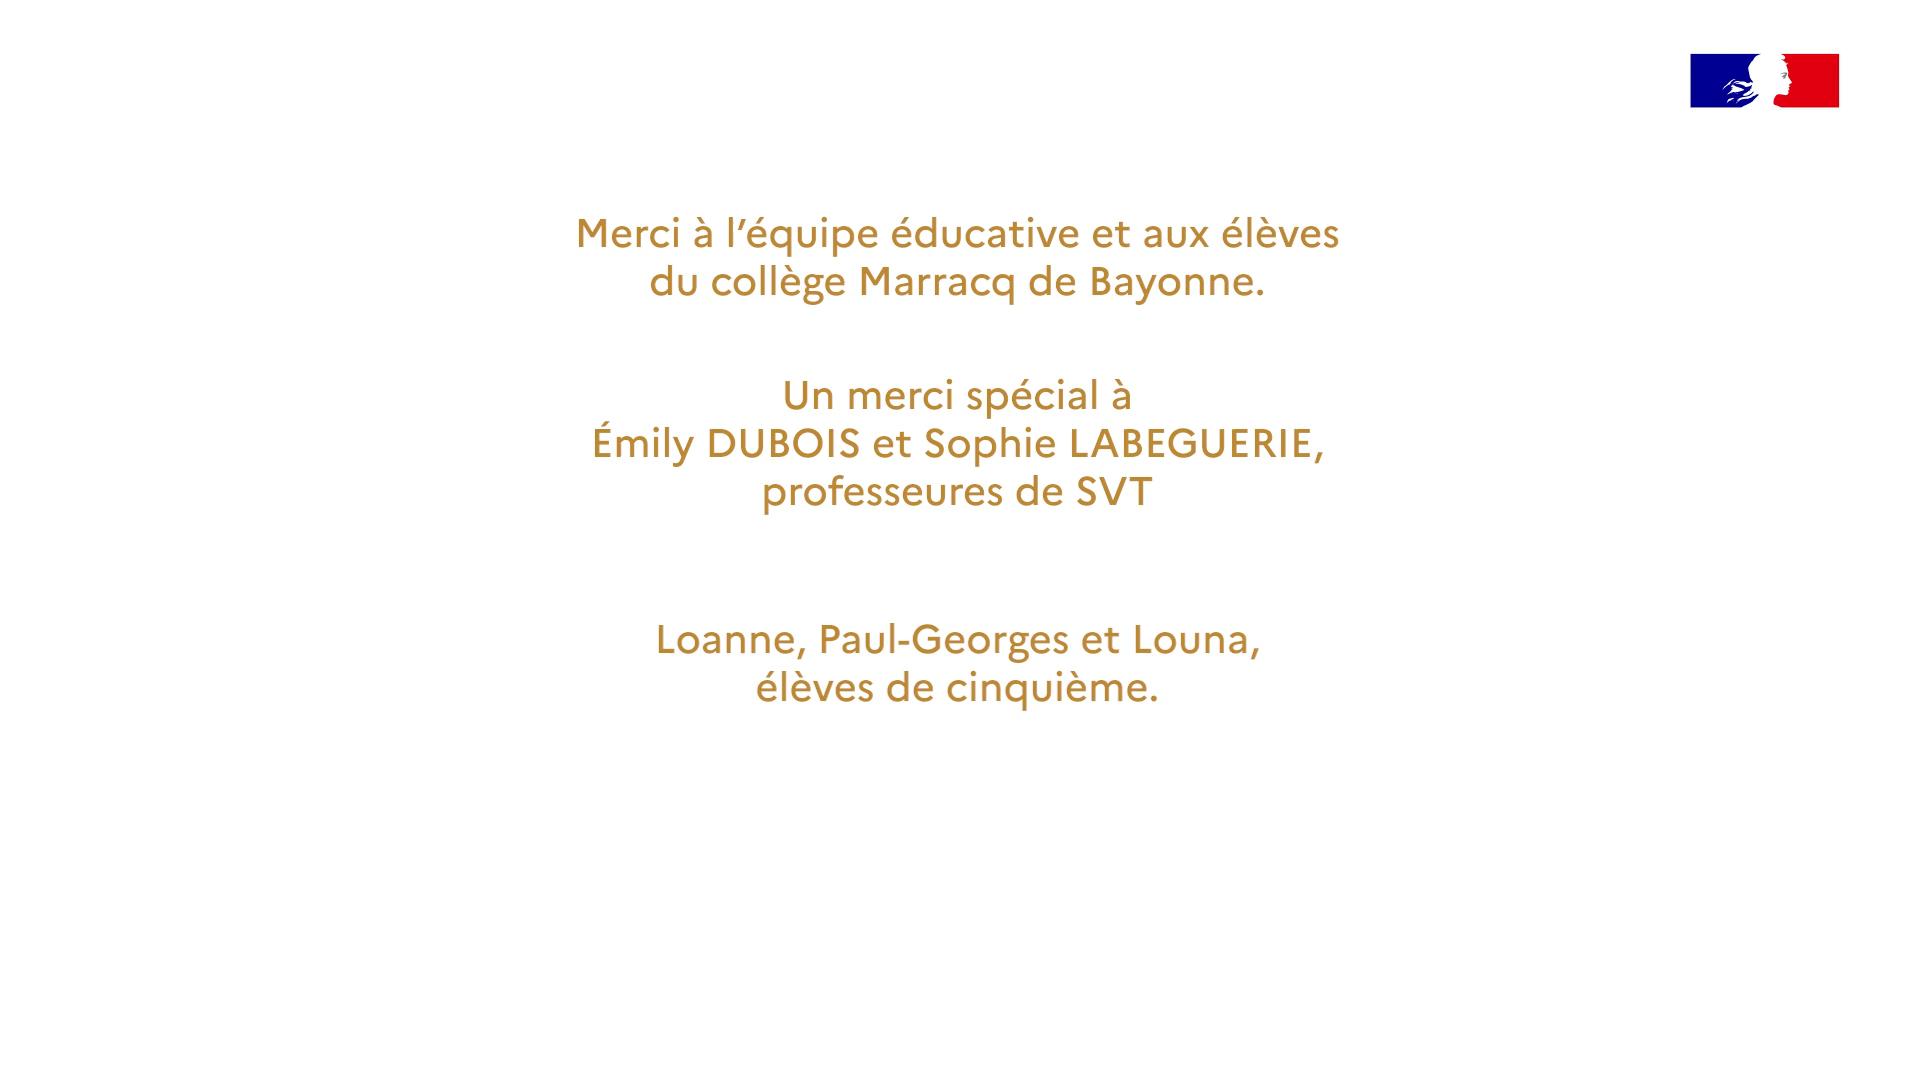 Merci à l’équipe éducative et aux élèves
du collège Marracq de Bayonne.
Un merci spécial à
Émily DUBOIS et Sophie LABEGUERIE,
professeures de SVT
Loanne, Paul-Georges et Louna,
élèves de cinquième.